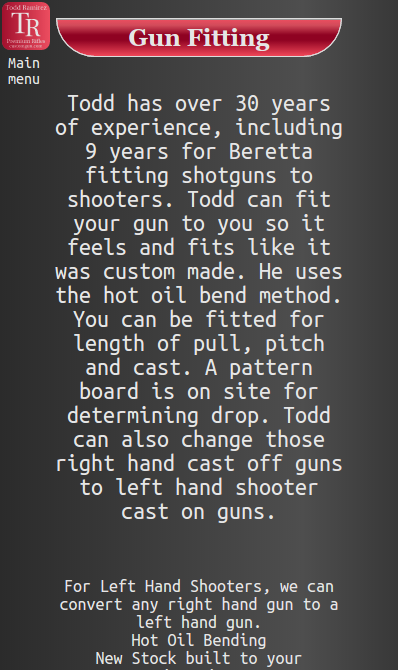 Todd Ramirez
TR
Premium Rifles
Gun Fitting
Main
menu
Todd has over 30 years
of experience, including
9 years for Beretta
fitting shotguns to
shooters. Todd can fit
your gun to you so it
feels and fits like it
was custom made. He uses
the hot oil bend method.
You can be fitted for
length of pull, pitch
and cast. A pattern
board is on site for
determining drop. Todd
can also change those
right hand cast off guns
to left hand shooter
cast on guns.
For Left Hand Shooters, we can
convert any right hand gun to a
left hand gun.
Hot Oil Bending
New Stock built to your